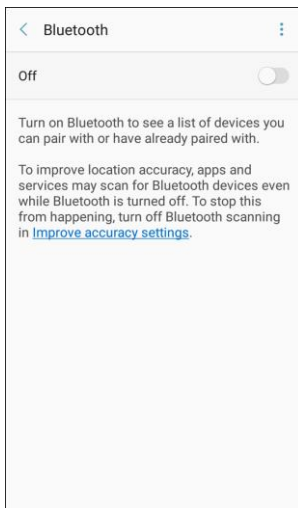 Bluetooth
Off
Turn on Bluetooth to see a list of devices you
can pair with or have already paired with.
To improve location accuracy, apps and
services may scan for Bluetooth devices even
while Bluetooth is turned off. To stop this
from happening, turn off Bluetooth scanning
in Improve accuracy settings.